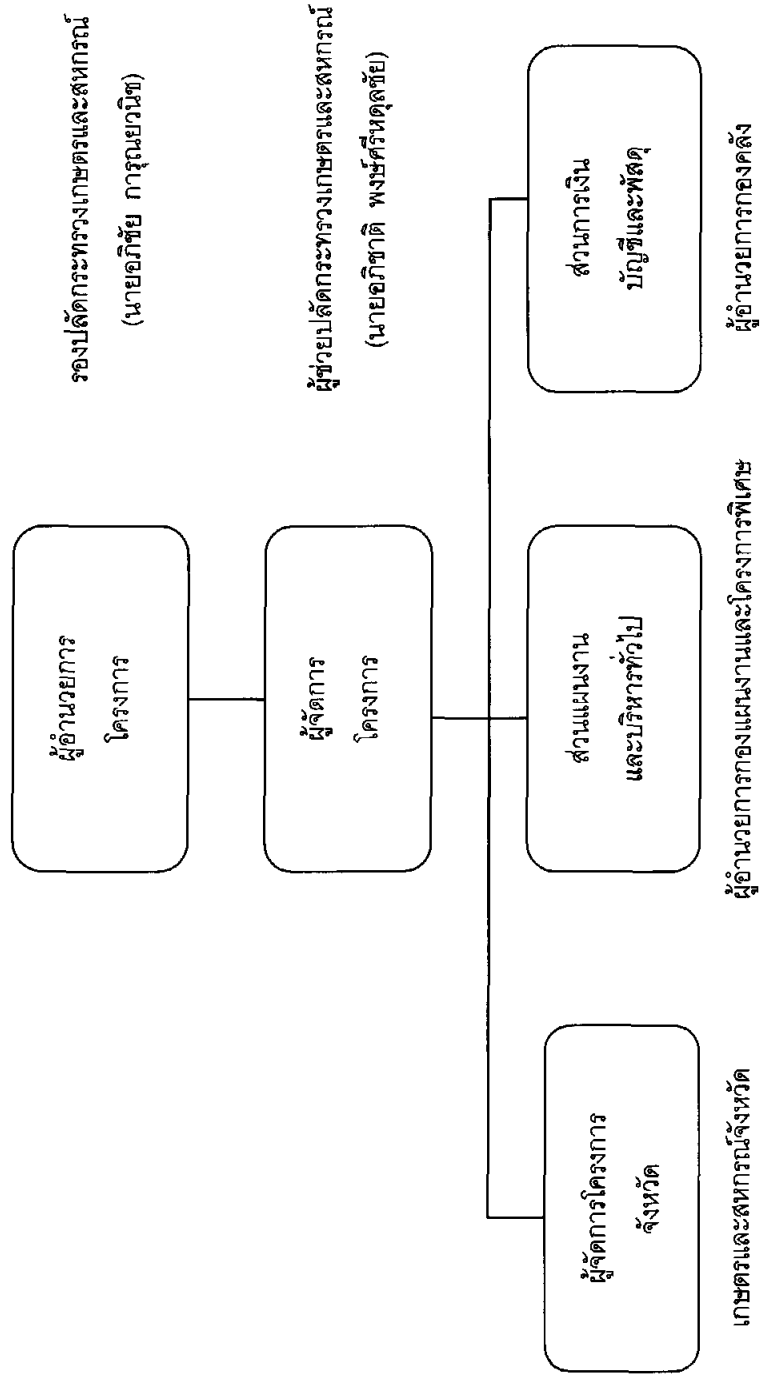 ผู้อำนวยการ
โครงการ
รองปลัดกระทรวงเกษตรและสหกรณ์
(นายอภิชัย การุณยวนิช)
ผู้จัดการ
โครงการ
ผู้ช่วยปลัดกระทรวงเกษตรและสหกรณ์
(นายอภิชาติ พงษ์ศรีหดุลชัย)
ผู้จัดการโครงการ
จังหวัด
เกษตรและสหกรณ์จังหวัด
ส่วนแผนงาน
และบริหารทั่วไป
ผู้อำนวยการกองแผนงานและโครงการพิเศษ
ส่วนการเงิน
บัญชีและพัสดุ
ผู้อำนวยการกองคลัง